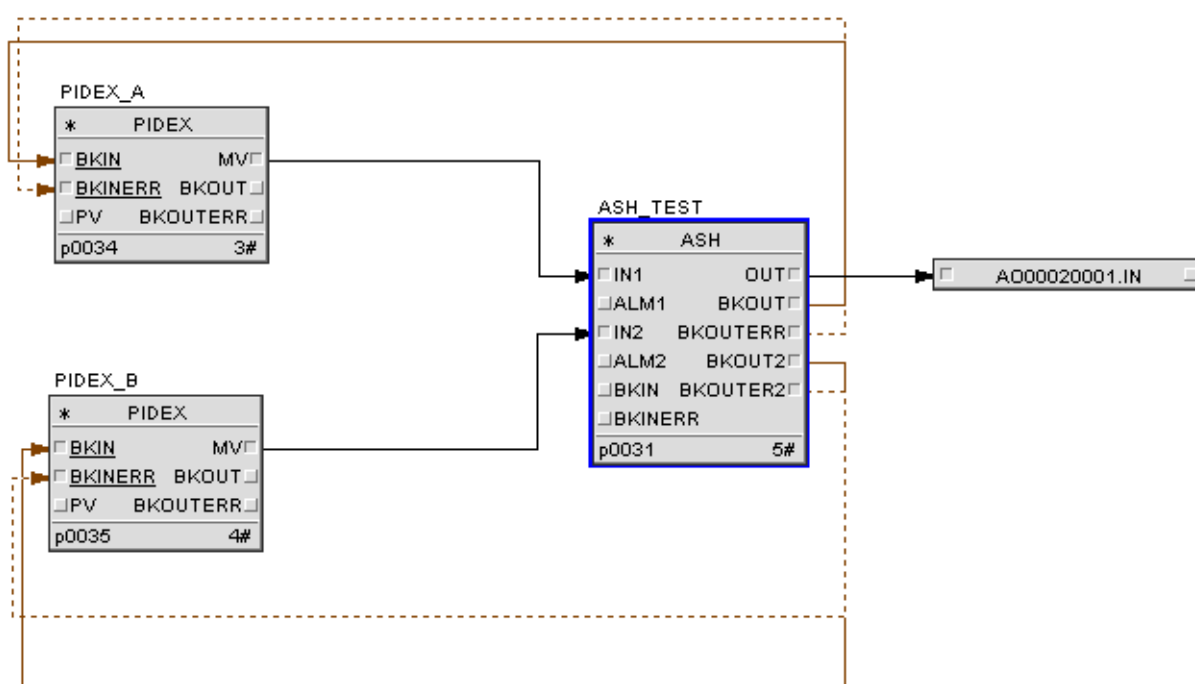 PIDEX_A
* PIDEX
BKIN MV
BKINERR BKOUT
PV BKOUTERR
p0034 3#
ASH_TEST
* ASH
IN1 OUT
ALM1 BKOUT
IN2 BKOUTERR
ALM2 BKOUT2
BKIN BKOUTER2
BKINERR
p0031 5#
AO00020001.IN
PIDEX_B
* PIDEX
BKIN MV
BKINERR BKOUT
PV BKOUTERR
p0035 4#